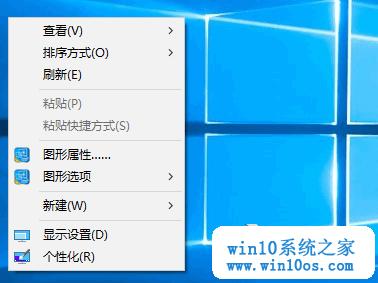 查看(V)
排序方式(O)
刷新(E)
粘贴(P)
粘贴快捷方式(S)
图形属性......
图形选项
新建(W)
显示设置(D)
个性化(R)
win10系统之家
www.win10os.com